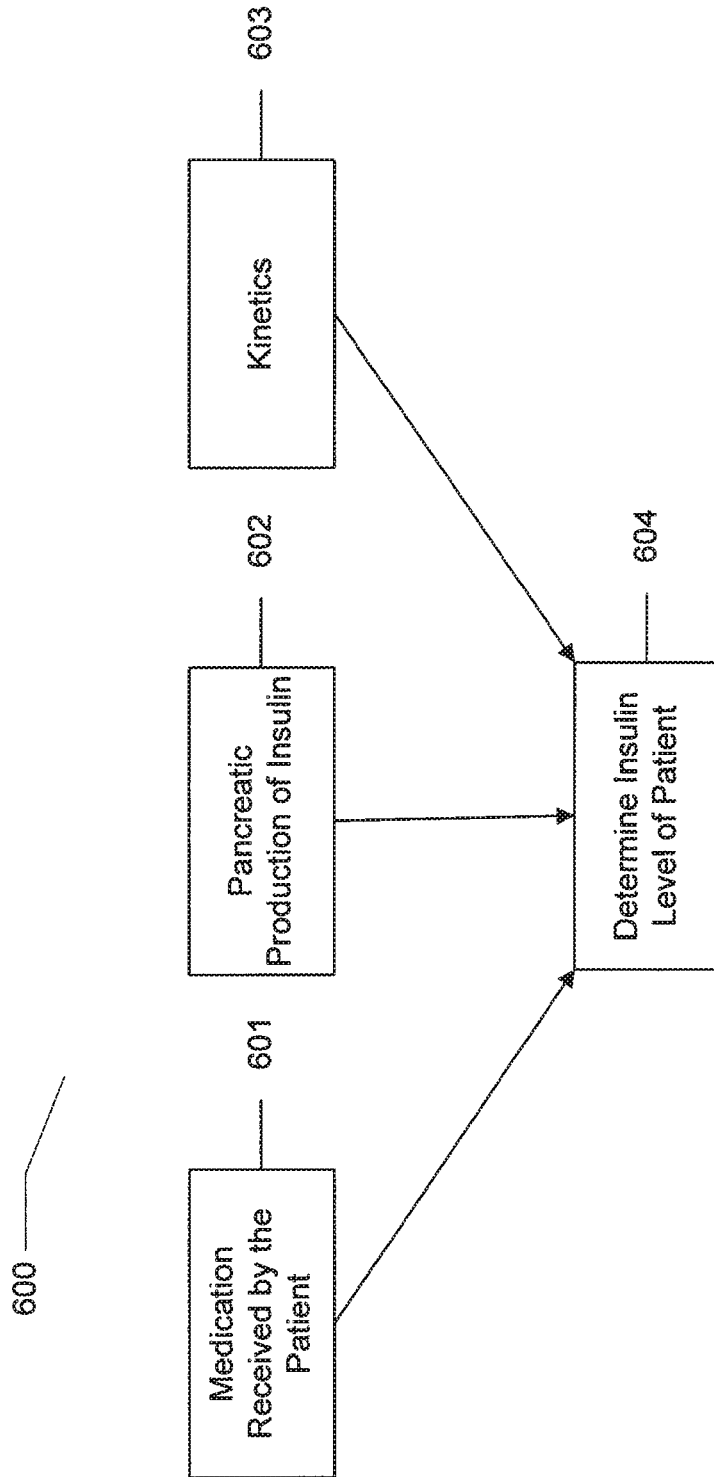 600
601
Medication
Received by the
Patient
602
Pancreatic
Production of Insulin
603
Kinetics
604
Determine Insulin
Level of Patient